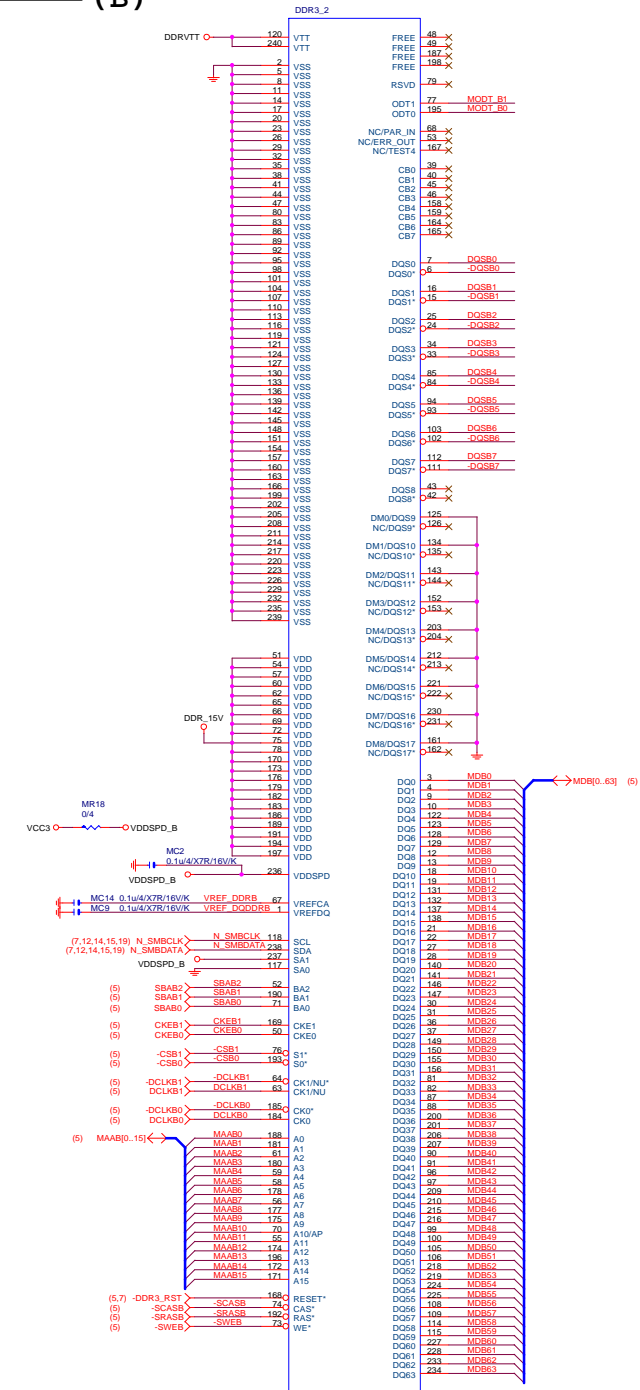 (B)
DDR3_2
DDRVTT 120 VTT
240 VTT
2 VSS
5 VSS
8 VSS
11 VSS
14 VSS
17 VSS
20 VSS
23 VSS
26 VSS
29 VSS
32 VSS
35 VSS
38 VSS
41 VSS
44 VSS
47 VSS
80 VSS
83 VSS
86 VSS
89 VSS
92 VSS
95 VSS
98 VSS
101 VSS
104 VSS
107 VSS
110 VSS
113 VSS
116 VSS
119 VSS
121 VSS
124 VSS
127 VSS
130 VSS
133 VSS
136 VSS
139 VSS
142 VSS
145 VSS
148 VSS
151 VSS
154 VSS
157 VSS
160 VSS
163 VSS
166 VSS
199 VSS
202 VSS
205 VSS
208 VSS
211 VSS
214 VSS
217 VSS
220 VSS
223 VSS
226 VSS
229 VSS
232 VSS
235 VSS
239 VSS
51 VDD
54 VDD
57 VDD
60 VDD
62 VDD
65 VDD
66 VDD
DDR_15V 69 VDD
72 VDD
75 VDD
78 VDD
170 VDD
173 VDD
176 VDD
179 VDD
182 VDD
183 VDD
186 VDD
189 VDD
191 VDD
194 VDD
197 VDD
MR18
0/4
VCC3 VDDSPD_B
MC2
0.1u/4/X7R/16V/K
VDDSPD_B 236 VDDSPD
MC14 0.1u/4/X7R/16V/K VREF_DDRB 67 VREFCA
MC9 0.1u/4/X7R/16V/K VREF_DQDDRB 1 VREFDQ
(7,12,14,15,19) N_SMBCLK N_SMBCLK 118 SCL
(7,12,14,15,19) N_SMBDATA N_SMBDATA 238 SDA
VDDSPD_B 237 SA1
117 SA0
(5) SBAB2 SBAB2 52 BA2
(5) SBAB1 SBAB1 190 BA1
(5) SBAB0 SBAB0 71 BA0
(5) CKEB1 CKEB1 169 CKE1
(5) CKEB0 CKEB0 50 CKE0
(5) -CSB1 -CSB1 76 S1*
(5) -CSB0 -CSB0 193 S0*
(5) -DCLKB1 -DCLKB1 64 CK1/NU*
(5) DCLKB1 DCLKB1 63 CK1/NU
(5) -DCLKB0 -DCLKB0 185 CK0*
(5) DCLKB0 DCLKB0 184 CK0
(5) MAAB[0..15] MAAB0 188 A0
MAAB1 181 A1
MAAB2 61 A2
MAAB3 180 A3
MAAB4 59 A4
MAAB5 58 A5
MAAB6 178 A6
MAAB7 56 A7
MAAB8 177 A8
MAAB9 175 A9
MAAB10 70 A10/AP
MAAB11 55 A11
MAAB12 174 A12
MAAB13 196 A13
MAAB14 172 A14
MAAB15 171 A15
(5,7) -DDR3_RST 168 RESET*
(5) -SCASB -SCASB 74 CAS*
(5) -SRASB -SRASB 192 RAS*
(5) -SWEB -SWEB 73 WE*
FREE 48
FREE 49
FREE 187
FREE 198
RSVD 79
ODT1 77 MODT_B1
ODT0 195 MODT_B0
NC/PAR_IN 68
NC/ERR_OUT 53
NC/TEST4 167
CB0 39
CB1 40
CB2 45
CB3 46
CB4 158
CB5 159
CB6 164
CB7 165
DQS0 7 DQSB0
DQS0* 6 -DQSB0
DQS1 16 DQSB1
DQS1* 15 -DQSB1
DQS2 25 DQSB2
DQS2* 24 -DQSB2
DQS3 34 DQSB3
DQS3* 33 -DQSB3
DQS4 85 DQSB4
DQS4* 84 -DQSB4
DQS5 94 DQSB5
DQS5* 93 -DQSB5
DQS6 103 DQSB6
DQS6* 102 -DQSB6
DQS7 112 DQSB7
DQS7* 111 -DQSB7
DQS8 43
DQS8* 42
DM0/DQS9 125
NC/DQS9* 126
DM1/DQS10 134
NC/DQS10* 135
DM2/DQS11 143
NC/DQS11* 144
DM3/DQS12 152
NC/DQS12* 153
DM4/DQS13 203
NC/DQS13* 204
DM5/DQS14 212
NC/DQS14* 213
DM6/DQS15 221
NC/DQS15* 222
DM7/DQS16 230
NC/DQS16* 231
DM8/DQS17 161
NC/DQS17* 162
DQ0 3 MDB0 MDB[0..63] (5)
DQ1 4 MDB1
DQ2 9 MDB2
DQ3 10 MDB3
DQ4 122 MDB4
DQ5 123 MDB5
DQ6 128 MDB6
DQ7 129 MDB7
DQ8 12 MDB8
DQ9 13 MDB9
DQ10 18 MDB10
DQ11 19 MDB11
DQ12 131 MDB12
DQ13 132 MDB13
DQ14 137 MDB14
DQ15 138 MDB15
DQ16 21 MDB16
DQ17 22 MDB17
DQ18 27 MDB18
DQ19 28 MDB19
DQ20 140 MDB20
DQ21 141 MDB21
DQ22 146 MDB22
DQ23 147 MDB23
DQ24 30 MDB24
DQ25 31 MDB25
DQ26 36 MDB26
DQ27 37 MDB27
DQ28 149 MDB28
DQ29 150 MDB29
DQ30 155 MDB30
DQ31 156 MDB31
DQ32 81 MDB32
DQ33 82 MDB33
DQ34 87 MDB34
DQ35 88 MDB35
DQ36 200 MDB36
DQ37 201 MDB37
DQ38 206 MDB38
DQ39 207 MDB39
DQ40 90 MDB40
DQ41 91 MDB41
DQ42 96 MDB42
DQ43 97 MDB43
DQ44 209 MDB44
DQ45 210 MDB45
DQ46 215 MDB46
DQ47 216 MDB47
DQ48 99 MDB48
DQ49 100 MDB49
DQ50 105 MDB50
DQ51 106 MDB51
DQ52 218 MDB52
DQ53 219 MDB53
DQ54 224 MDB54
DQ55 225 MDB55
DQ56 108 MDB56
DQ57 109 MDB57
DQ58 114 MDB58
DQ59 115 MDB59
DQ60 227 MDB60
DQ61 228 MDB61
DQ62 233 MDB62
DQ63 234 MDB63